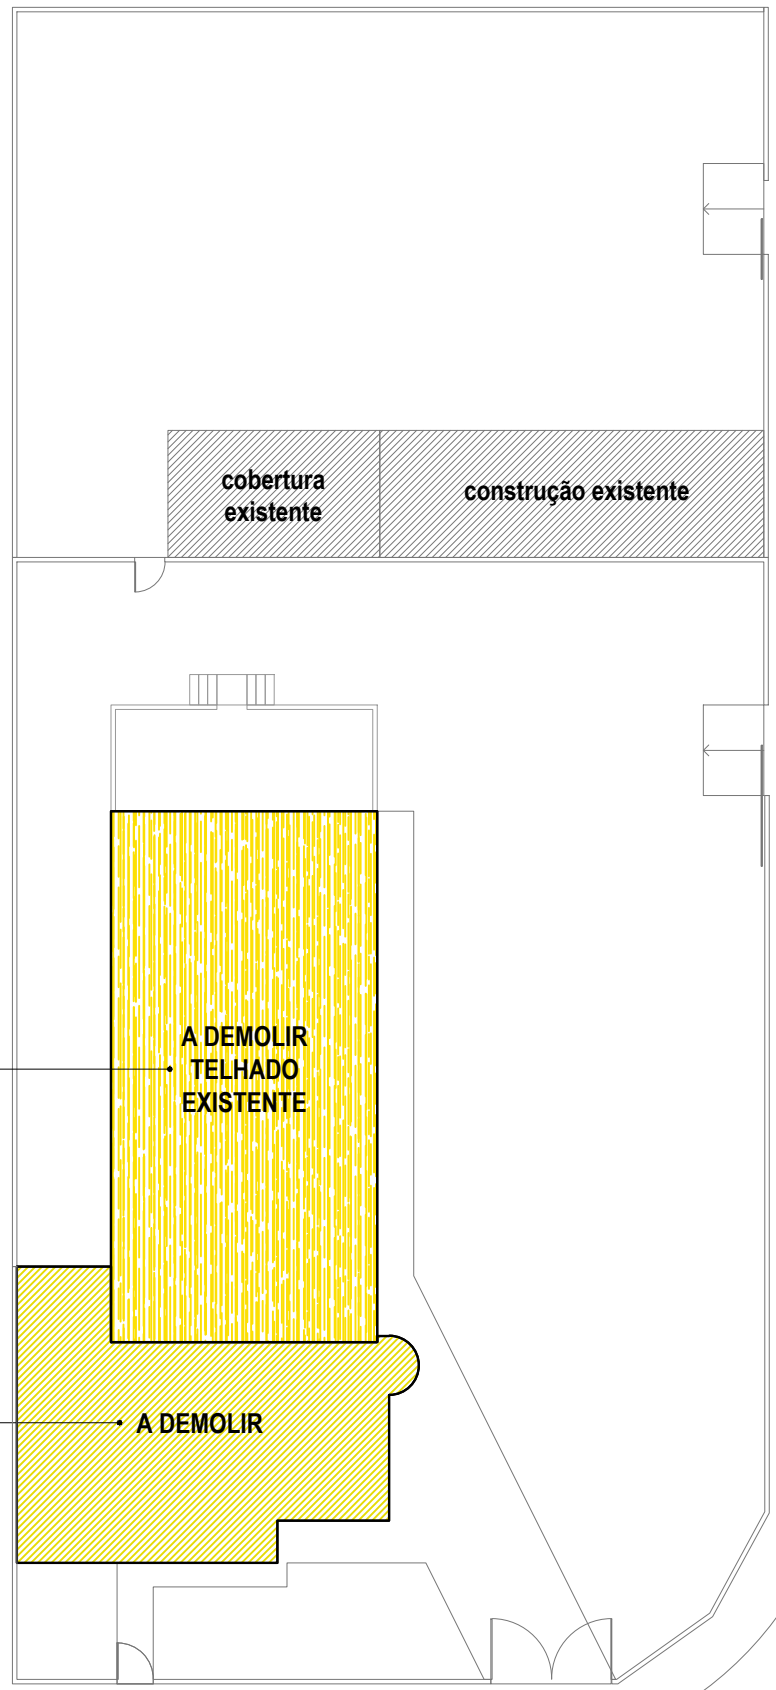 cobertura
existente
construção existente
A DEMOLIR
TELHADO
EXISTENTE
A DEMOLIR